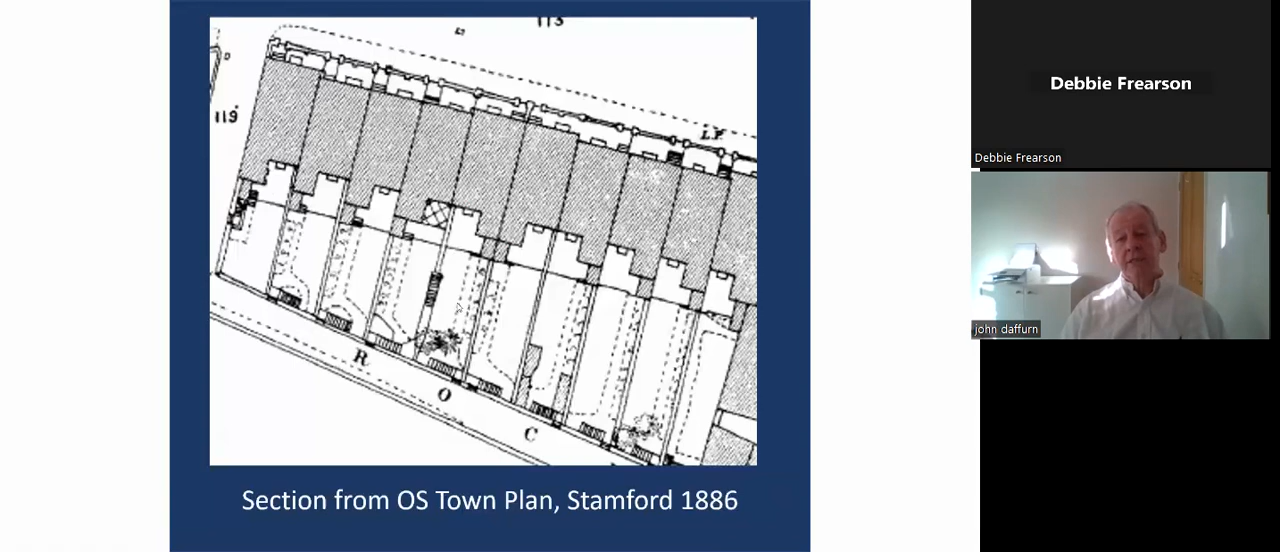 113
119
L.P.
R O C
Section from OS Town Plan, Stamford 1886
Debbie Frearson
Debbie Frearson
john daffurn